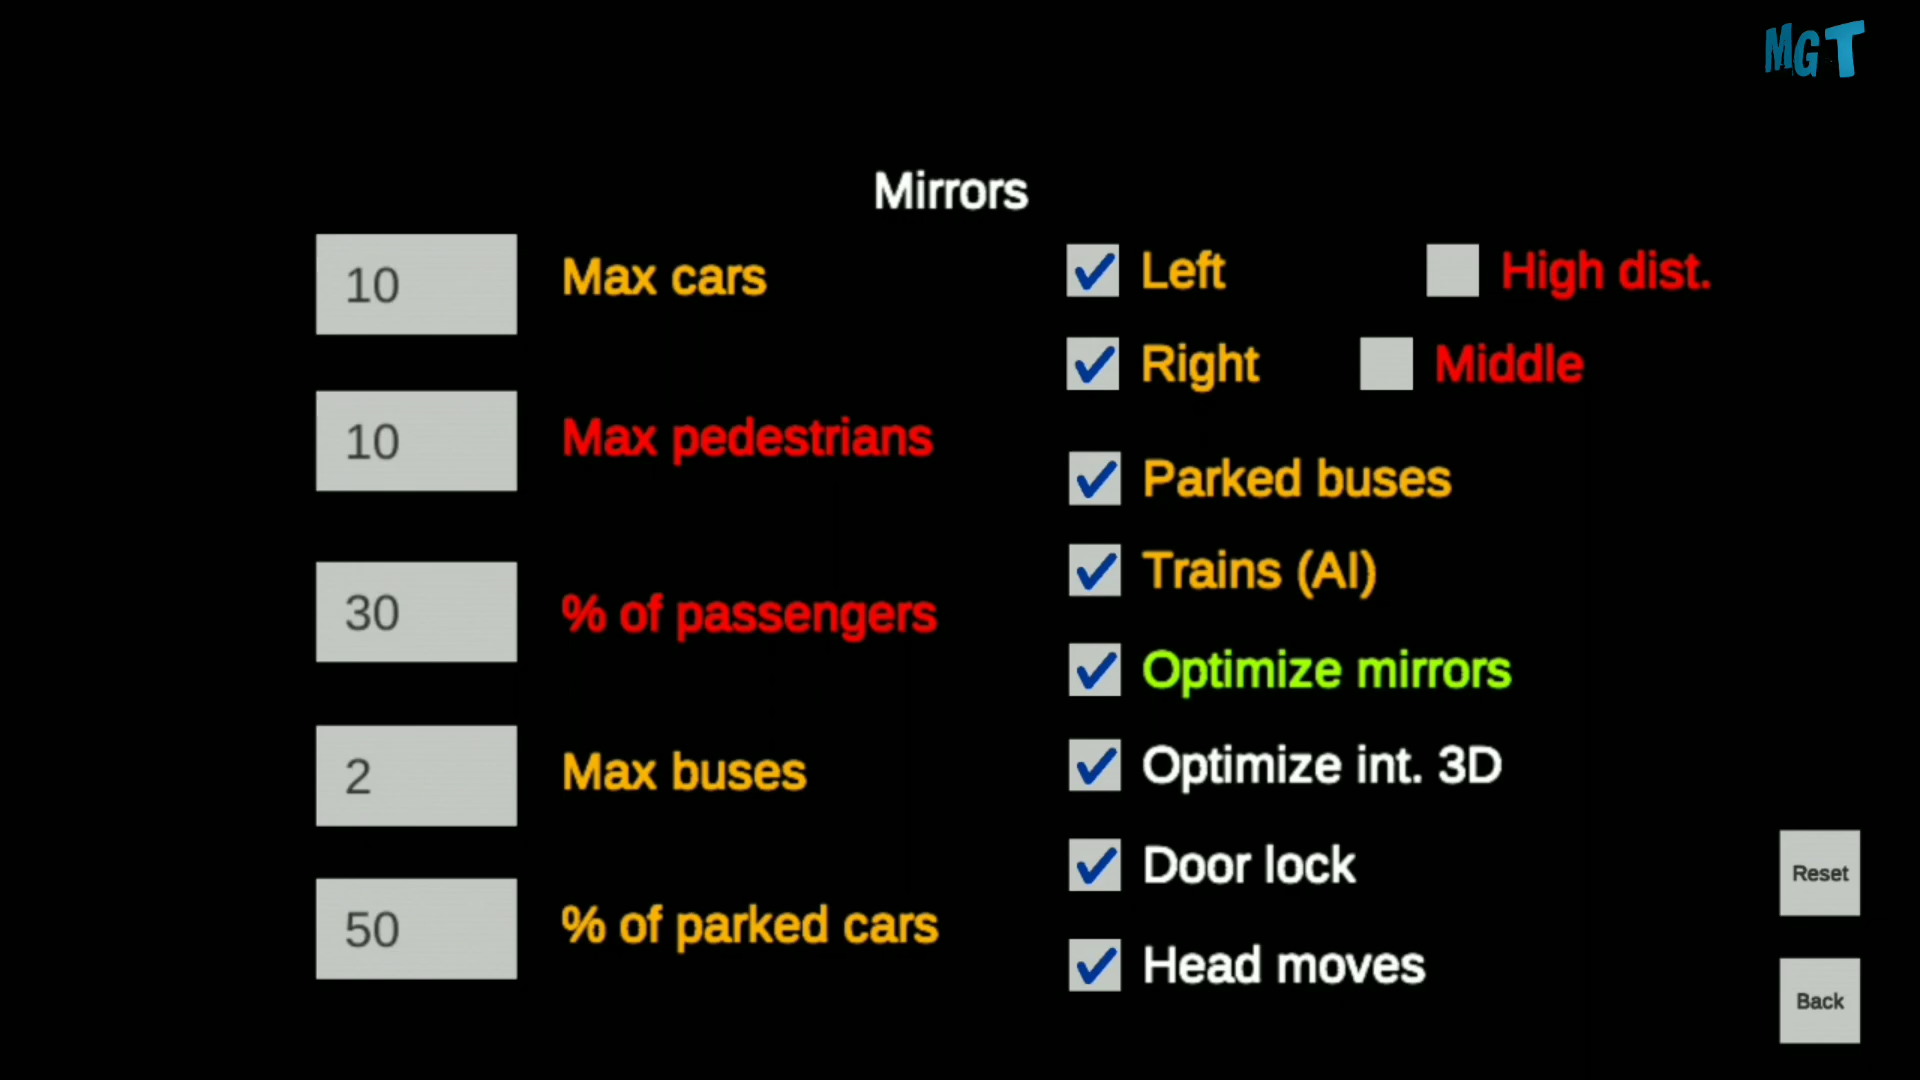 MGT
Mirrors
10 Max cars
10 Max pedestrians
30 % of passengers
2 Max buses
50 % of parked cars
Left High dist.
Right Middle
Parked buses
Trains (AI)
Optimize mirrors
Optimize int. 3D
Door lock
Head moves
Reset
Back